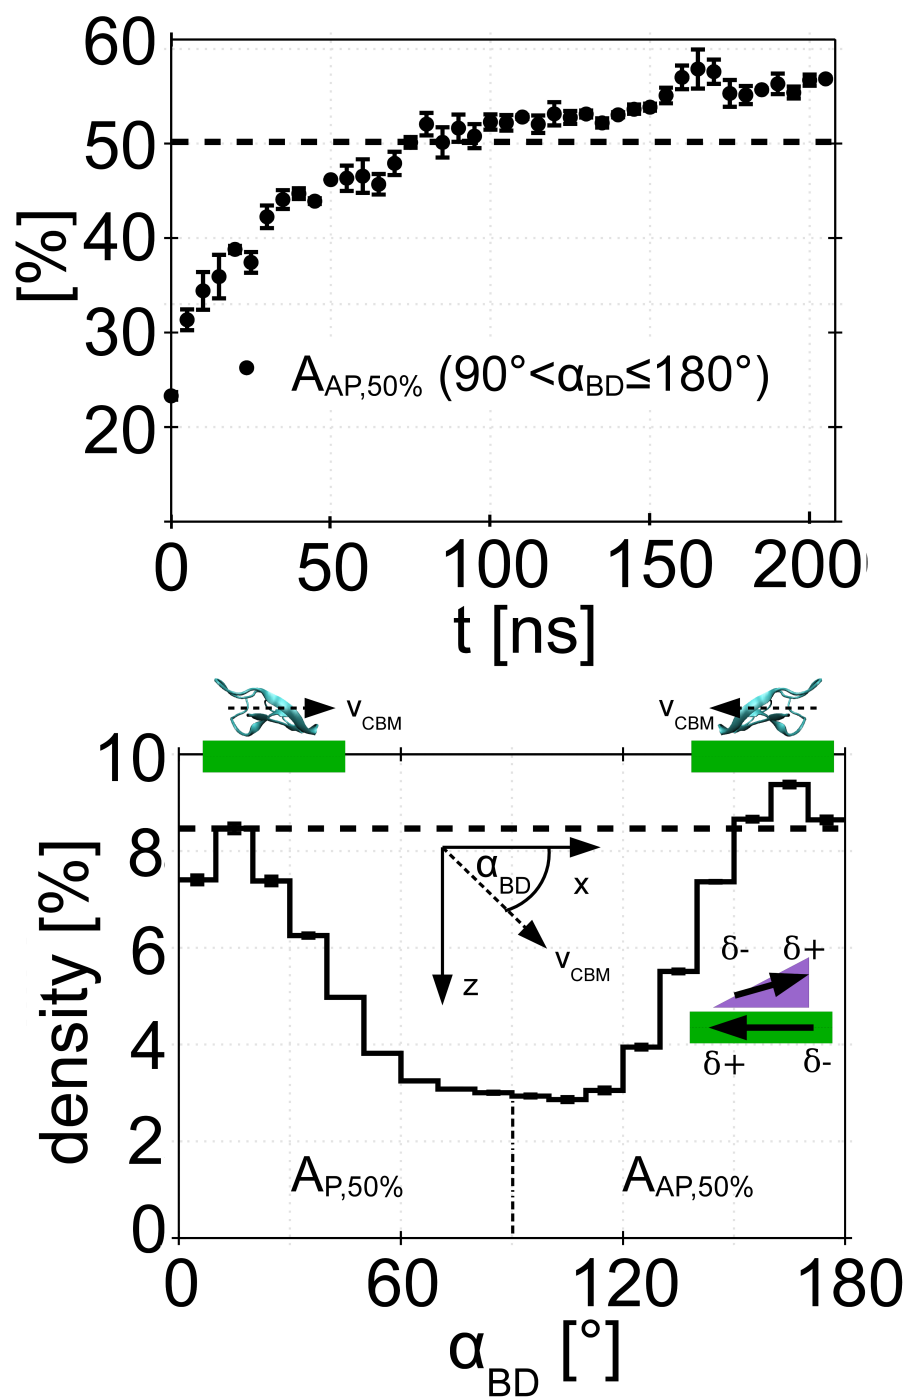 60
50
40
30
20
[%]
A_AP,50% (90°<α_BD≤180°)
0 50 100 150 200
t [ns]
v_CBM v_CBM
10
8
6
4
2
0
density [%]
α_BD
x
z
v_CBM
δ- δ+
δ+ δ-
A_P,50% A_AP,50%
0 60 120 180
α_BD [°]